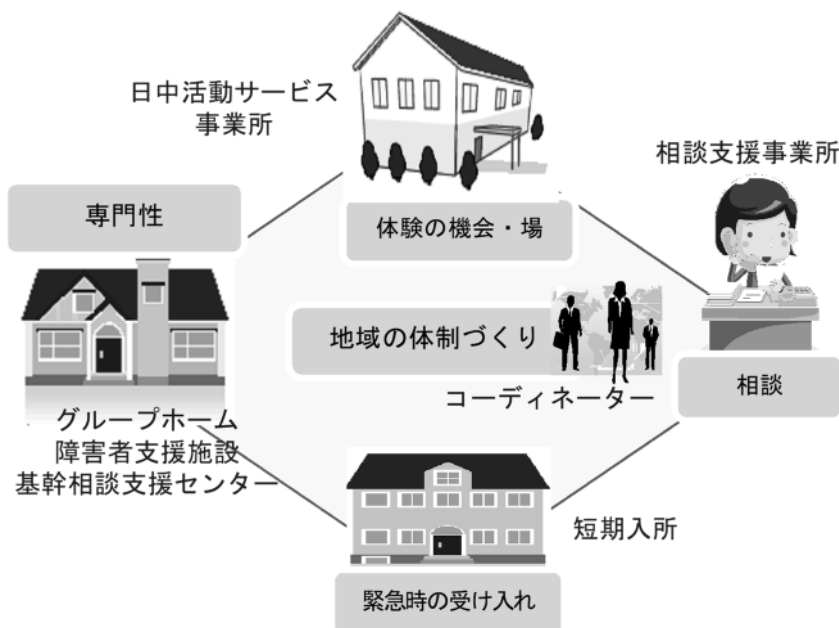 日中活動サービス
事業所
相談支援事業所
専門性
体験の機会・場
地域の体制づくり
コーディネーター
相談
グループホーム
障害者支援施設
基幹相談支援センター
短期入所
緊急時の受け入れ